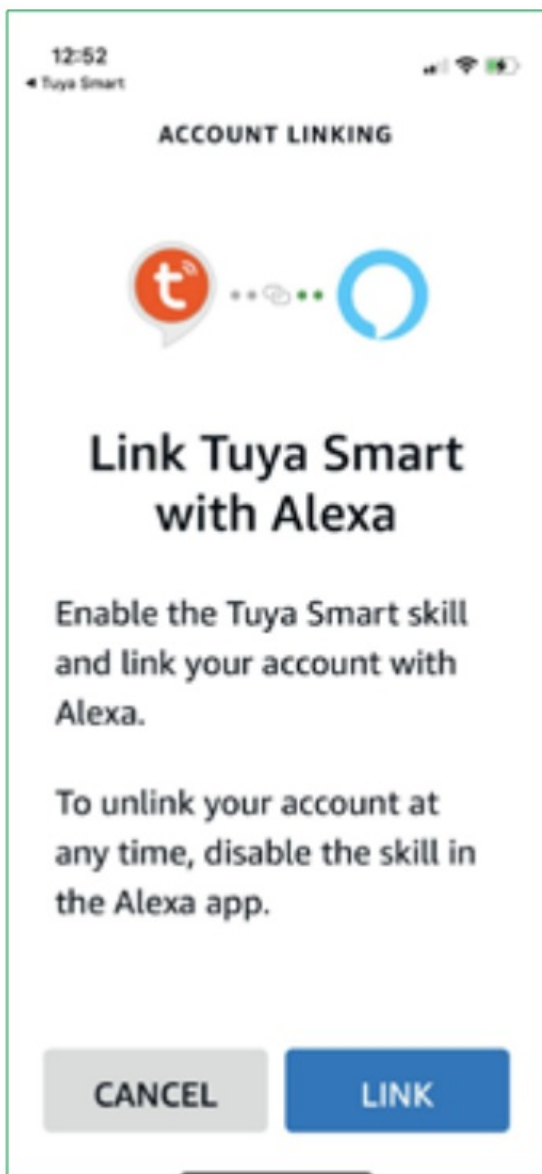 12:52
◀ Tuya Smart
ACCOUNT LINKING
Link Tuya Smart
with Alexa
Enable the Tuya Smart skill
and link your account with
Alexa.
To unlink your account at
any time, disable the skill in
the Alexa app.
CANCEL LINK